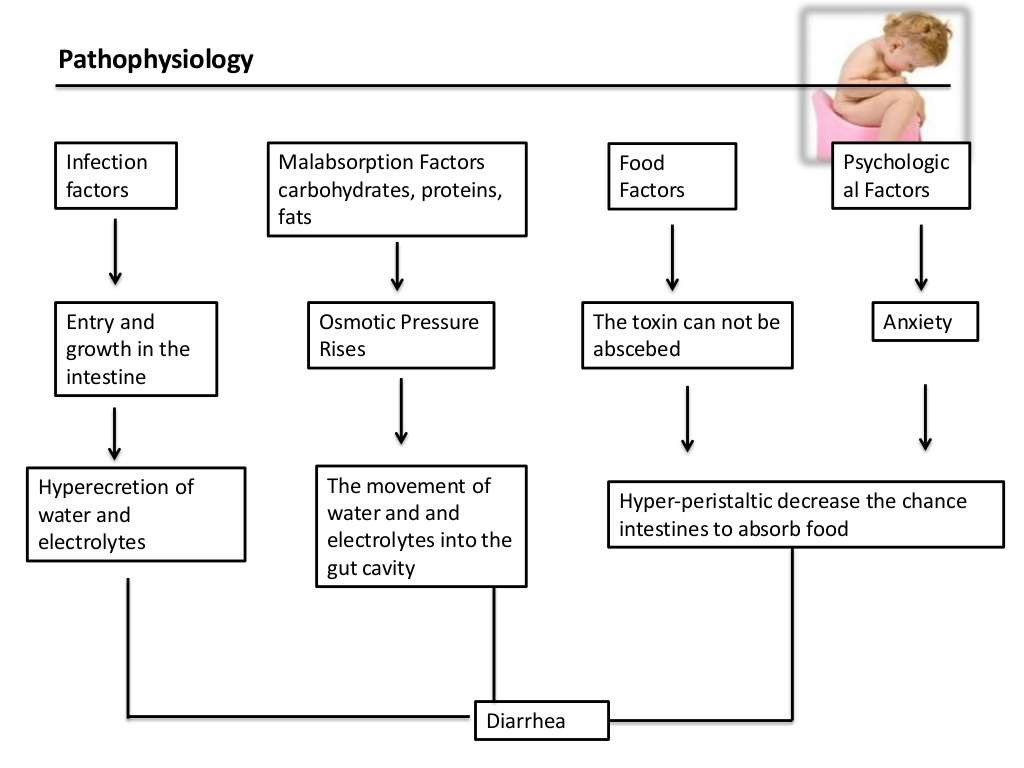 Pathophysiology
Infection
factors
Malabsorption Factors
carbohydrates, proteins,
fats
Food
Factors
Psychologic
al Factors
Entry and
growth in the
intestine
Osmotic Pressure
Rises
The toxin can not be
abscebed
Anxiety
Hyperecretion of
water and
electrolytes
The movement of
water and and
electrolytes into the
gut cavity
Hyper-peristaltic decrease the chance
intestines to absorb food
Diarrhea